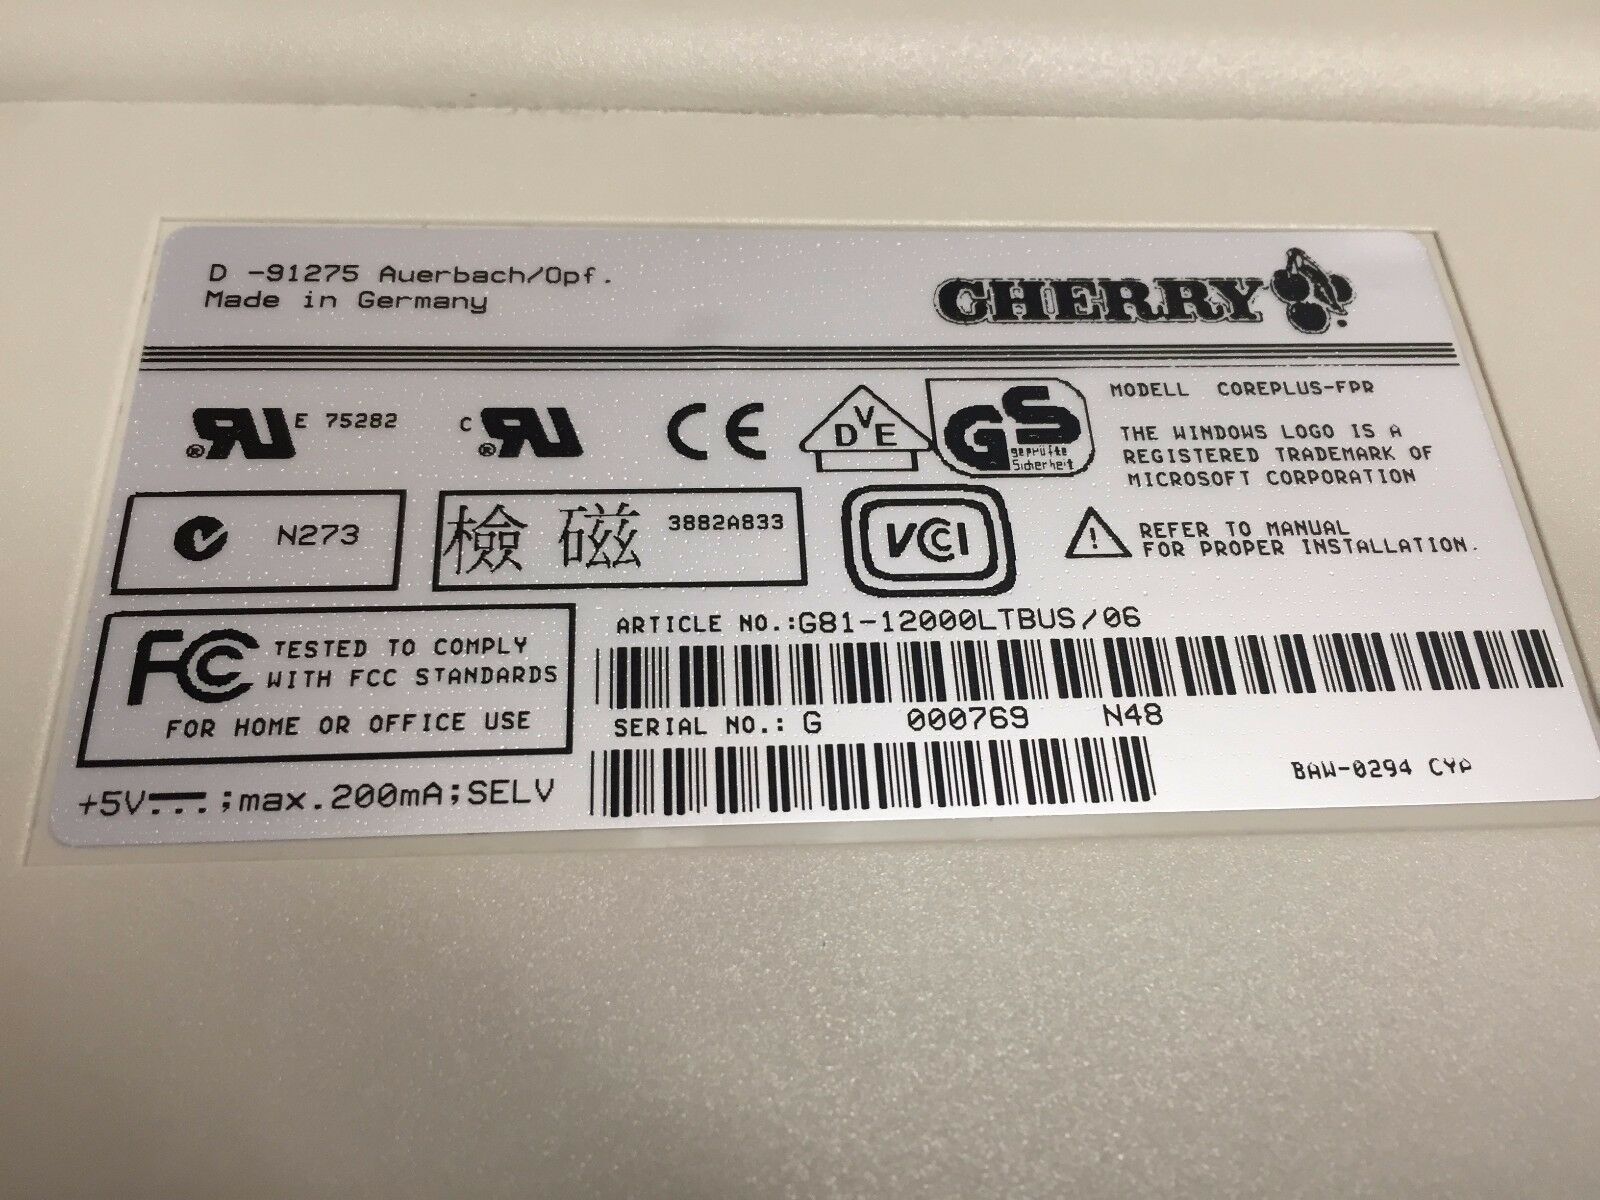 D -91275 Auerbach/Opf.
Made in Germany
CHERRY
E 75282
C
CE
DVE
GS
geprüfte
Sicherheit
MODELL COREPLUS-FPR
THE WINDOWS LOGO IS A
REGISTERED TRADEMARK OF
MICROSOFT CORPORATION
N273
檢磁 3882A833
VCCI
REFER TO MANUAL
FOR PROPER INSTALLATION.
FC TESTED TO COMPLY
WITH FCC STANDARDS
FOR HOME OR OFFICE USE
ARTICLE NO.:G81-12000LTBUS/06
SERIAL NO.: G 000769 N48
BAW-0294 CYA
+5V ;max.200mA;SELV